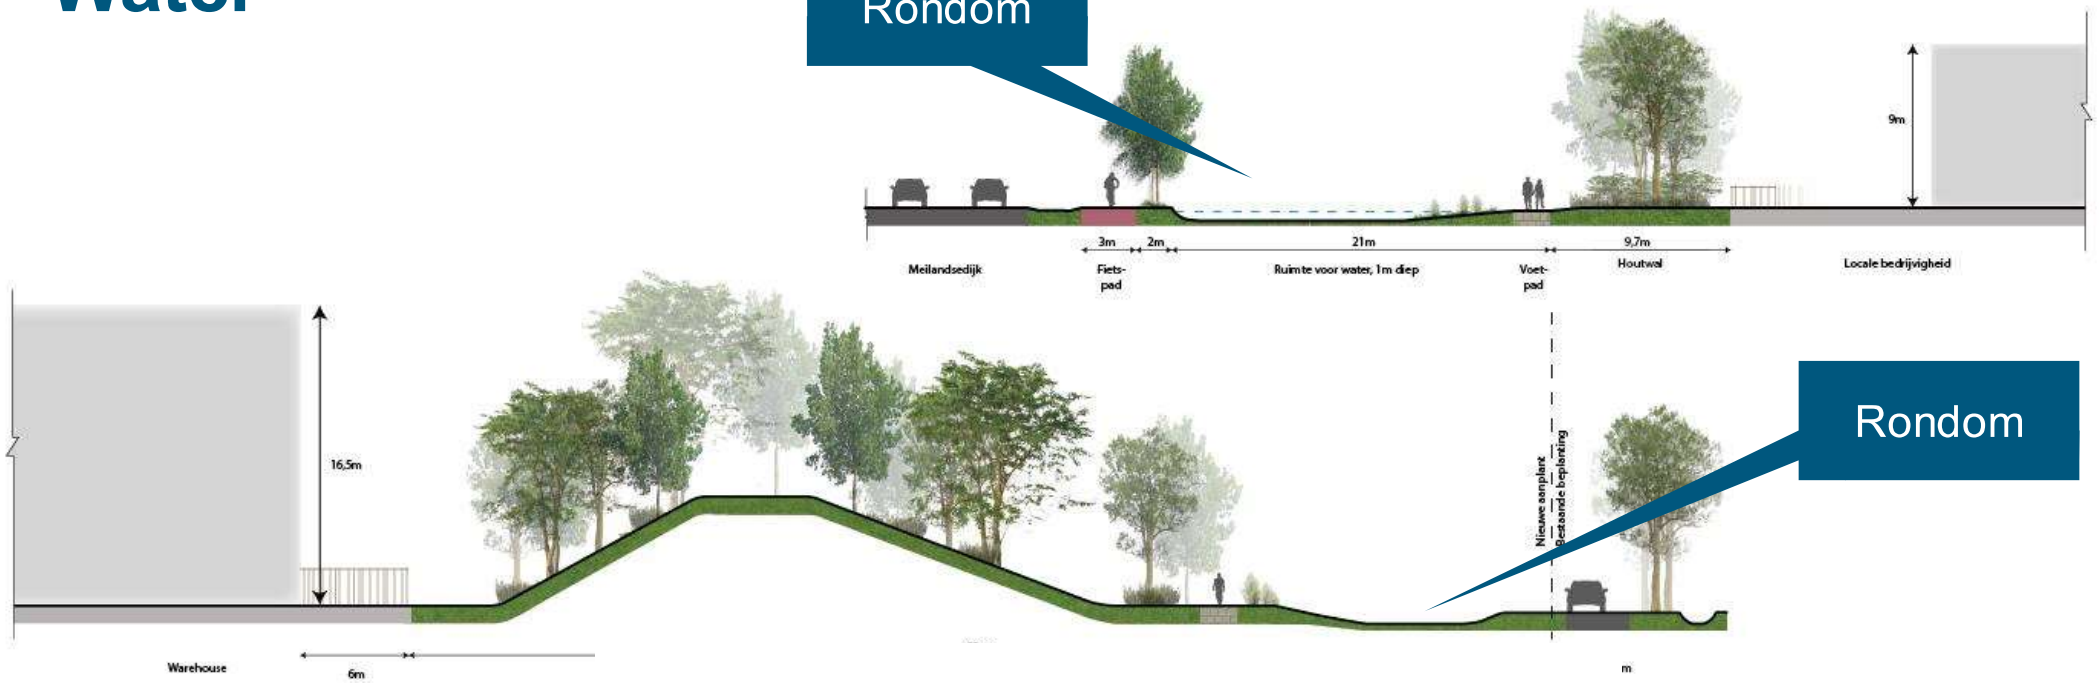 Water
Rondom
9m
3m
2m
21m
9,7m
Meilandsedijk
Fiets-
pad
Ruimte voor water, 1m diep
Voet-
pad
Houtwal
Locale bedrijvigheid
16,5m
Nieuwe aanplant
Bestaande beplanting
Rondom
Warehouse
6m
m